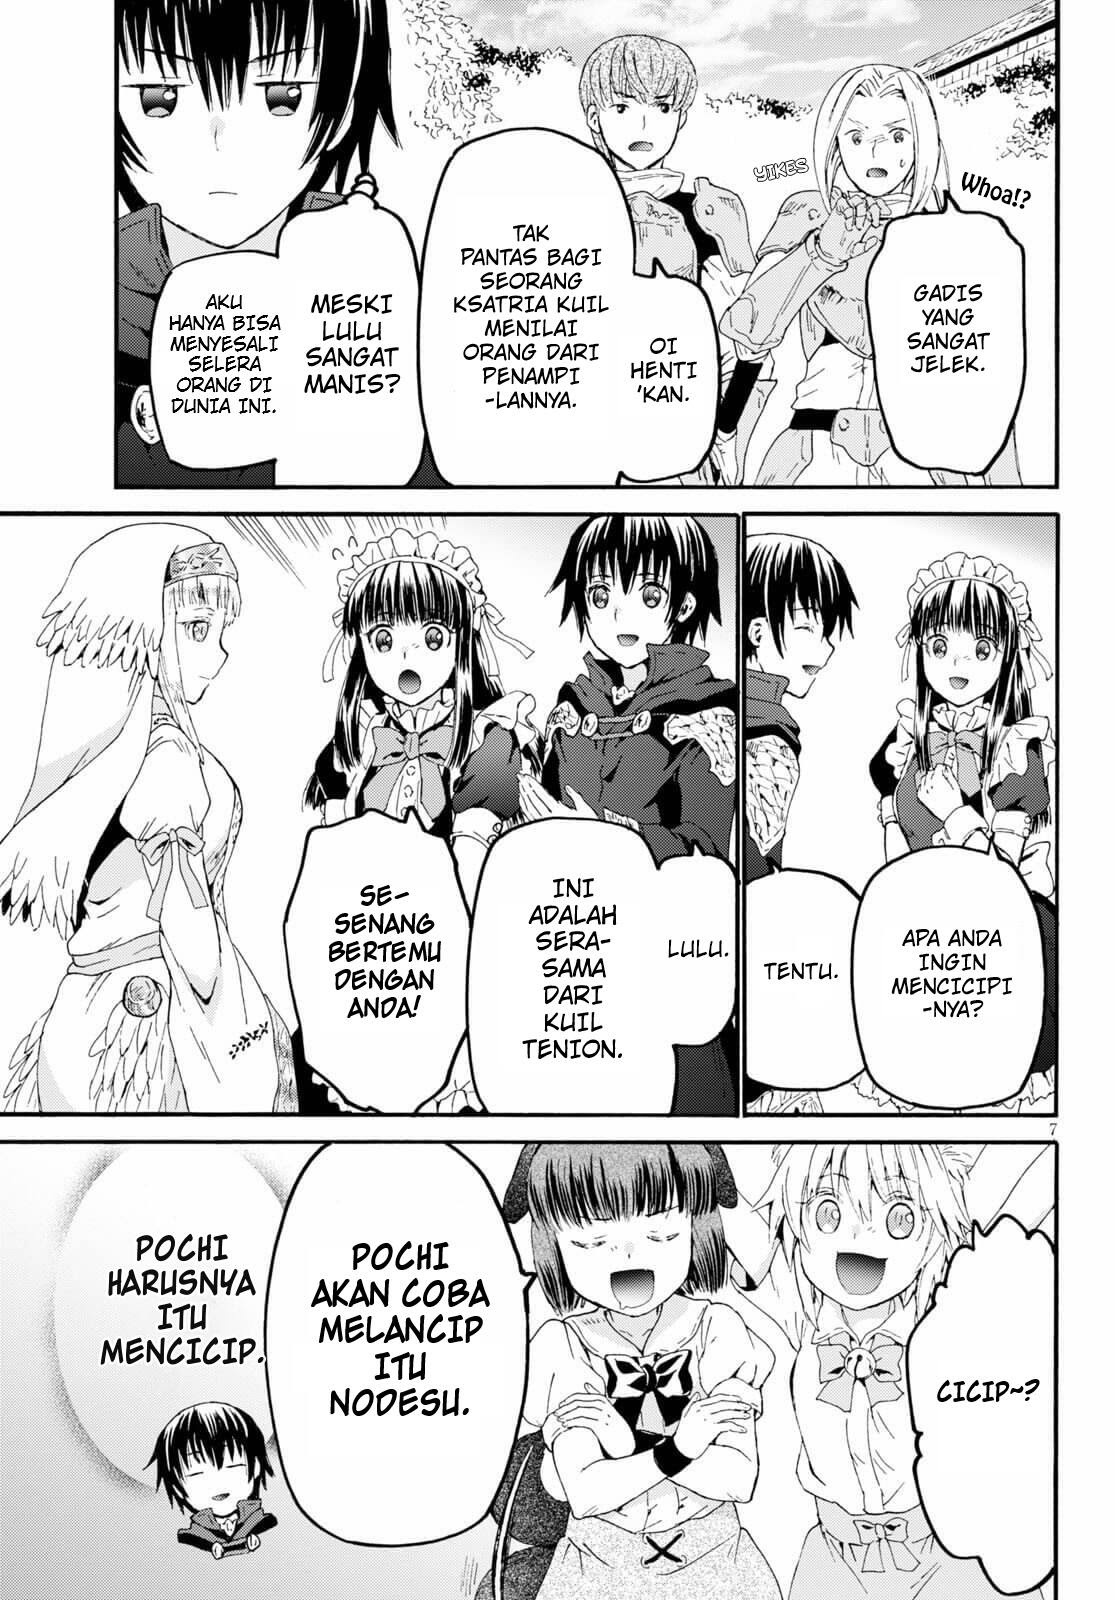 YIKES
Whoa!?
GADIS
YANG
SANGAT
JELEK.
OI
HENTI
'KAN.
TAK
PANTAS BAGI
SEORANG
KSATRIA KUIL
MENILAI
ORANG DARI
PENAMPI
-LANNYA.
MESKI
LULU
SANGAT
MANIS?
AKU
HANYA BISA
MENYESALI
SELERA
ORANG DI
DUNIA INI.
APA ANDA
INGIN
MENCICIPI
-NYA?
TENTU.
LULU.
INI
ADALAH
SERA-
SAMA
DARI
KUIL
TENION.
SE-
SENANG
BERTEMU
DENGAN
ANDA!
7
CICIP~?
POCHI
AKAN COBA
MELANCIP
ITU
NODESU.
POCHI
HARUSNYA
ITU
MENCICIP.